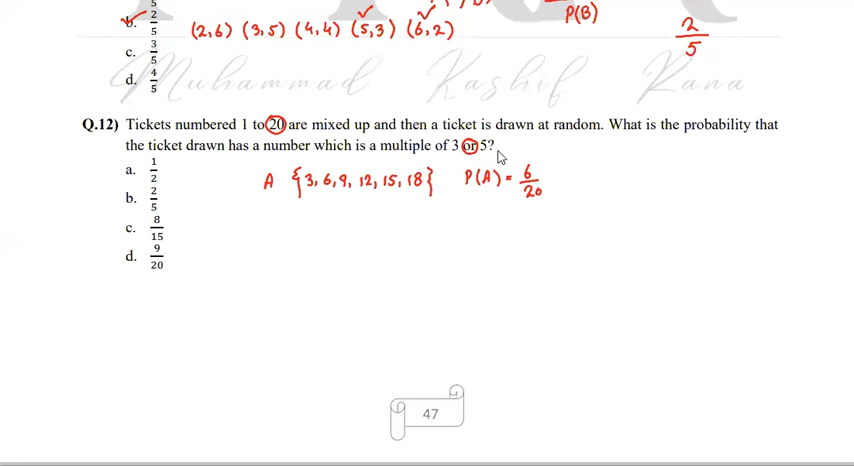 5
P(B)
b. 2/5
(2,6) (3,5) (4,4) (5,3) (6,2)
2/5
c. 3/5
d. 4/5
Muhammad Kashif Rana
Q.12) Tickets numbered 1 to 20 are mixed up and then a ticket is drawn at random. What is the probability that
the ticket drawn has a number which is a multiple of 3 or 5?
a. 1/2
A {3, 6, 9, 12, 15, 18} P(A) = 6/20
b. 2/5
c. 8/15
d. 9/20
47